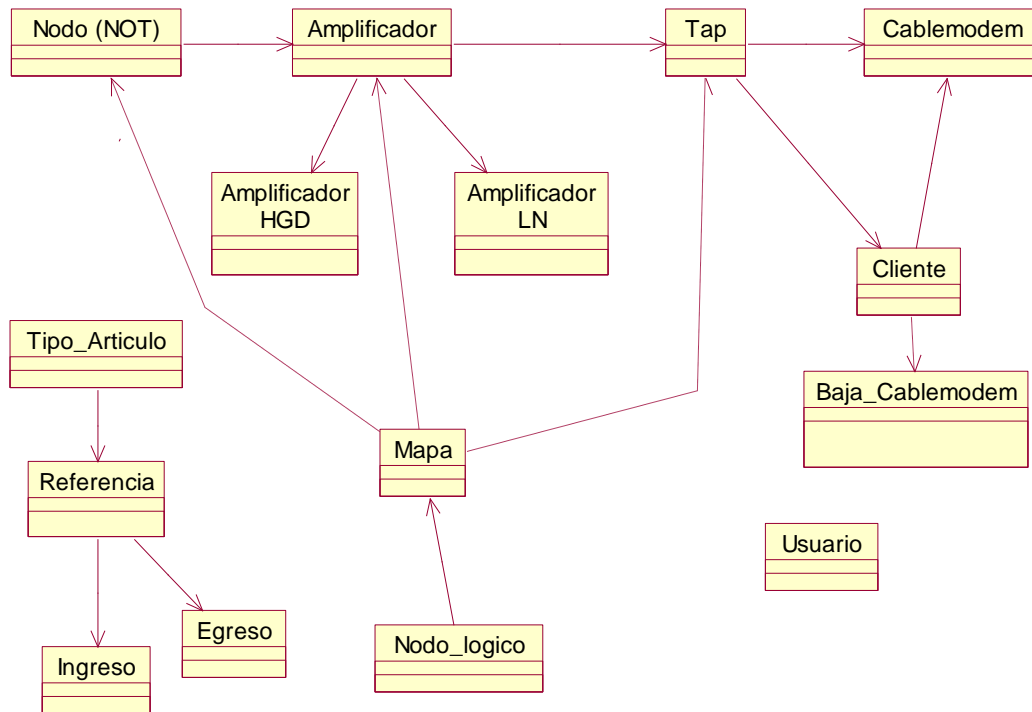 Nodo (NOT)
Amplificador
Tap
Cablemodem
Amplificador
HGD
Amplificador
LN
Cliente
Tipo_Articulo
Baja_Cablemodem
Mapa
Referencia
Usuario
Egreso
Nodo_logico
Ingreso